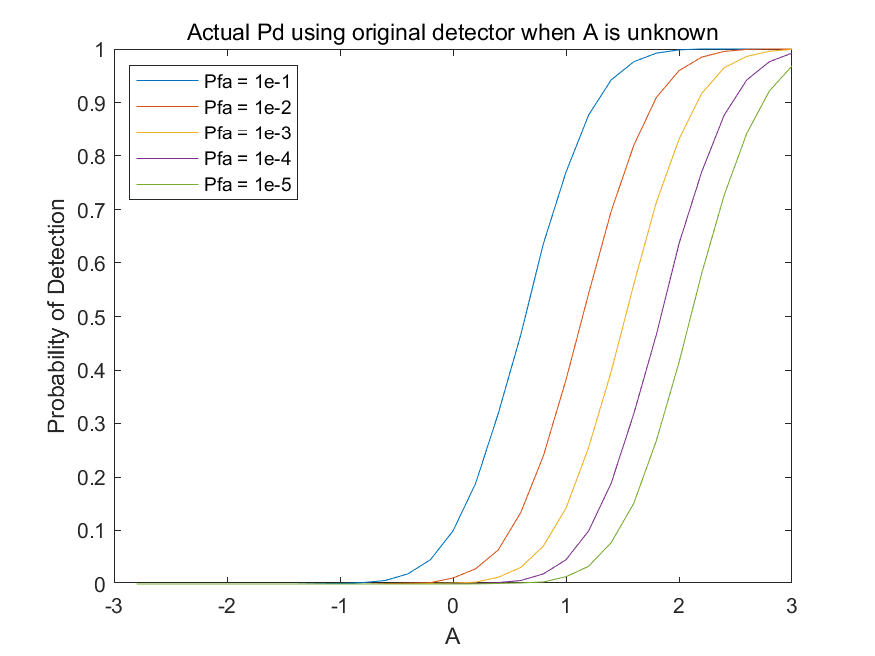 Actual Pd using original detector when A is unknown
Pfa = 1e-1
Pfa = 1e-2
Pfa = 1e-3
Pfa = 1e-4
Pfa = 1e-5
Probability of Detection
1
0.9
0.8
0.7
0.6
0.5
0.4
0.3
0.2
0.1
0
-3 -2 -1 0 1 2 3
A